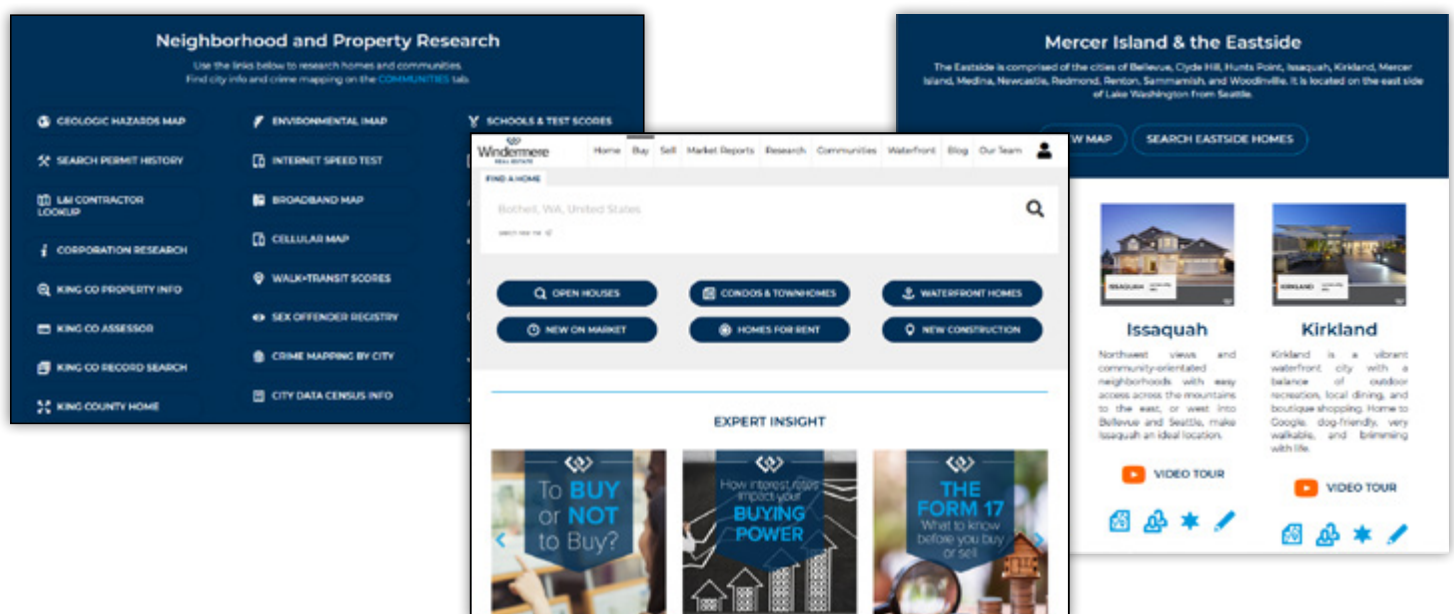 Neighborhood and Property Research
Use the links below to research homes and communities.
Find city info and crime mapping on the COMMUNITIES tab.
GEOLOGIC HAZARDS MAP
SEARCH PERMIT HISTORY
L&I CONTRACTOR
LOOKUP
CORPORATION RESEARCH
KING CO PROPERTY INFO
KING CO ASSESSOR
KING CO RECORD SEARCH
KING COUNTY HOME
ENVIRONMENTAL IMAP
INTERNET SPEED TEST
BROADBAND MAP
CELLULAR MAP
WALK+TRANSIT SCORES
SEX OFFENDER REGISTRY
CRIME MAPPING BY CITY
CITY DATA CENSUS INFO
SCHOOLS & TEST SCORES
Windermere
REAL ESTATE
Home Buy Sell Market Reports Research Communities Waterfront Blog Our Team
FIND A HOME
Bothell, WA, United States
OPEN HOUSES
CONDOS & TOWNHOMES
WATERFRONT HOMES
NEW ON MARKET
HOMES FOR RENT
NEW CONSTRUCTION
EXPERT INSIGHT
To BUY
or NOT
to Buy?
How interest rates
impact your
BUYING
POWER
THE
FORM 17
What to know
before you buy
or sell
Mercer Island & the Eastside
The Eastside is comprised of the cities of Bellevue, Clyde Hill, Hunts Point, Issaquah, Kirkland, Mercer
Island, Medina, Newcastle, Redmond, Renton, Sammamish, and Woodinville. It is located on the east side
of Lake Washington from Seattle.
W MAP
SEARCH EASTSIDE HOMES
ISSAQUAH
KIRKLAND
Issaquah
Northwest views and
community-orientated
neighborhoods with easy
access across the mountains
to the east, or west into
Bellevue and Seattle, make
Issaquah an ideal location.
VIDEO TOUR
Kirkland
Kirkland is a vibrant
waterfront city with a
balance of outdoor
recreation, local dining, and
boutique shopping. Home to
Google, dog-friendly, very
walkable, and brimming
with life.
VIDEO TOUR